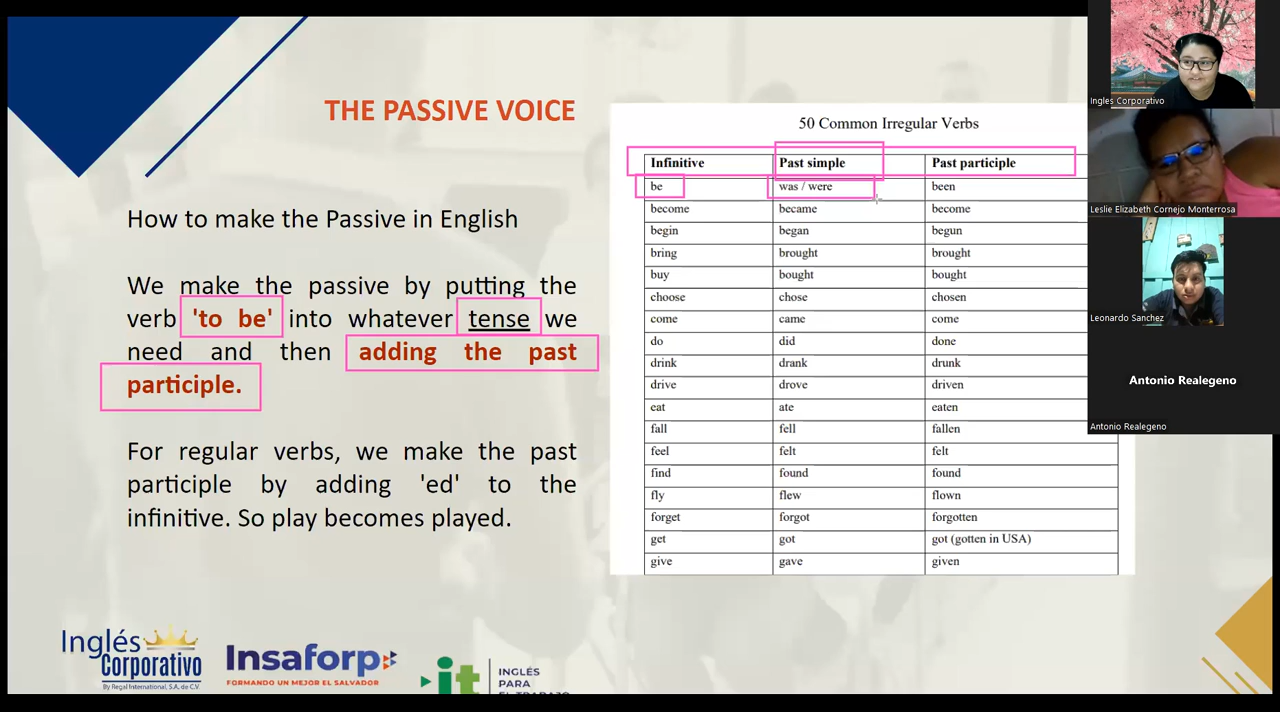 THE PASSIVE VOICE
How to make the Passive in English
We make the passive by putting the
verb 'to be' into whatever tense we
need and then adding the past
participle.
For regular verbs, we make the past
participle by adding 'ed' to the
infinitive. So play becomes played.
50 Common Irregular Verbs
Infinitive Past simple Past participle
be was / were been
become became become
begin began begun
bring brought brought
buy bought bought
choose chose chosen
come came come
do did done
drink drank drunk
drive drove driven
eat ate eaten
fall fell fallen
feel felt felt
find found found
fly flew flown
forget forgot forgotten
get got got (gotten in USA)
give gave given
Ingles Corporativo
Leslie Elizabeth Cornejo Monterrosa
Leonardo Sanchez
Antonio Realegeno
Antonio Realegeno
Inglés
Corporativo
By Regal International, S.A. de C.V.
Insaforp
FORMANDO UN MEJOR EL SALVADOR
it
INGLÉS
PARA